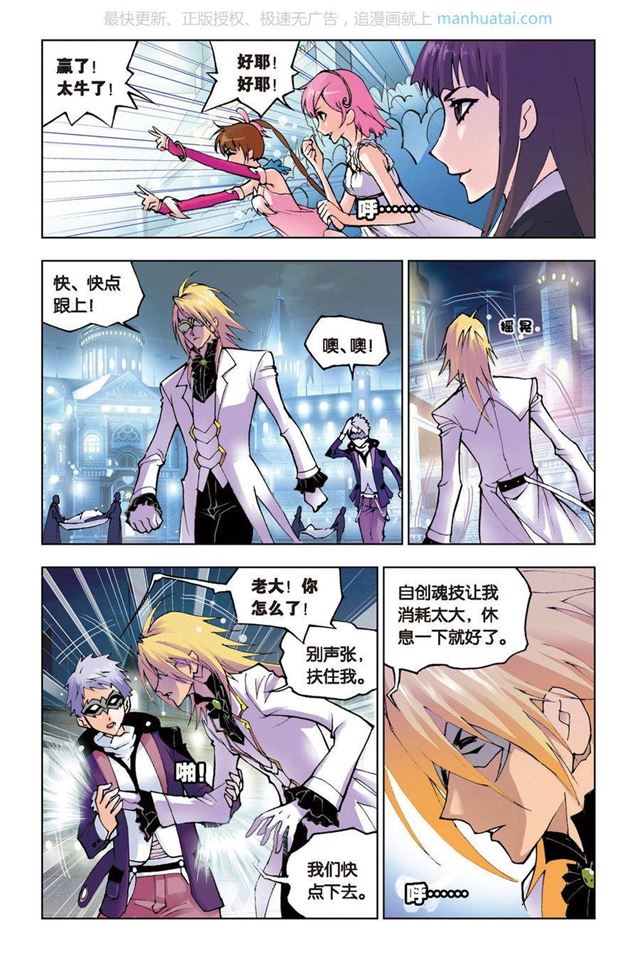 最快更新、正版授权、极速无广告，追漫画就上 manhuatai.com
赢了！
太牛了！
好耶！
好耶！
呼……
快、快点
跟上！
噢、噢！
摇晃
老大！你
怎么了！
别声张，
扶住我。
啪！
我们快
点下去。
自创魂技让我
消耗太大，休
息一下就好了。
呼……